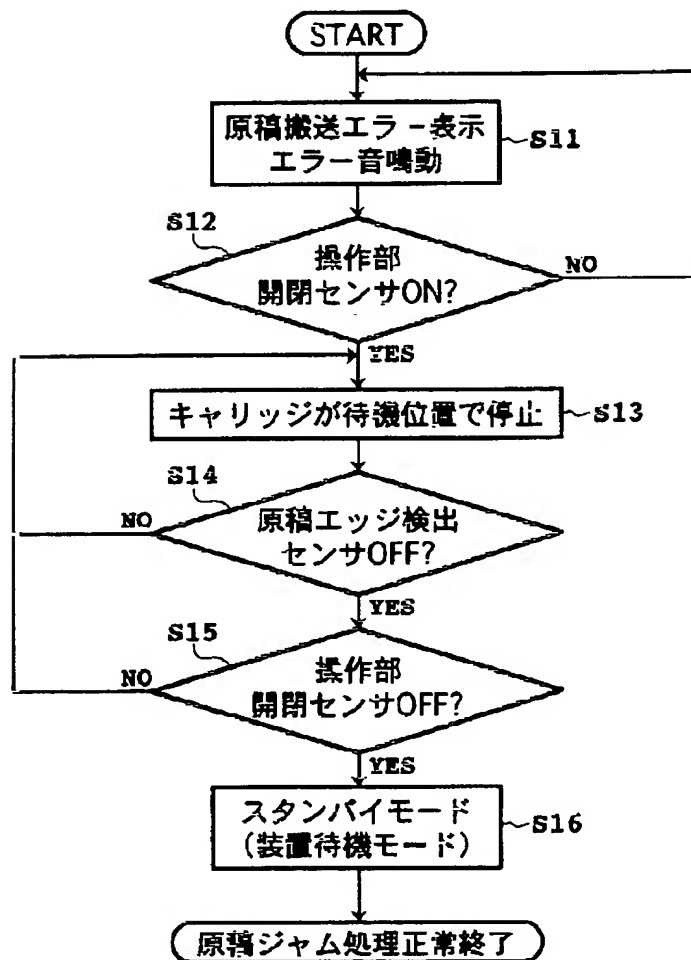 START
原稿搬送エラー表示
エラー音鳴動
S11
S12
操作部
開閉センサON?
NO
YES
キャリッジが待機位置で停止
S13
S14
原稿エッジ検出
センサOFF?
NO
YES
S15
操作部
開閉センサOFF?
NO
YES
スタンバイモード
(装置待機モード)
S16
原稿ジャム処理正常終了